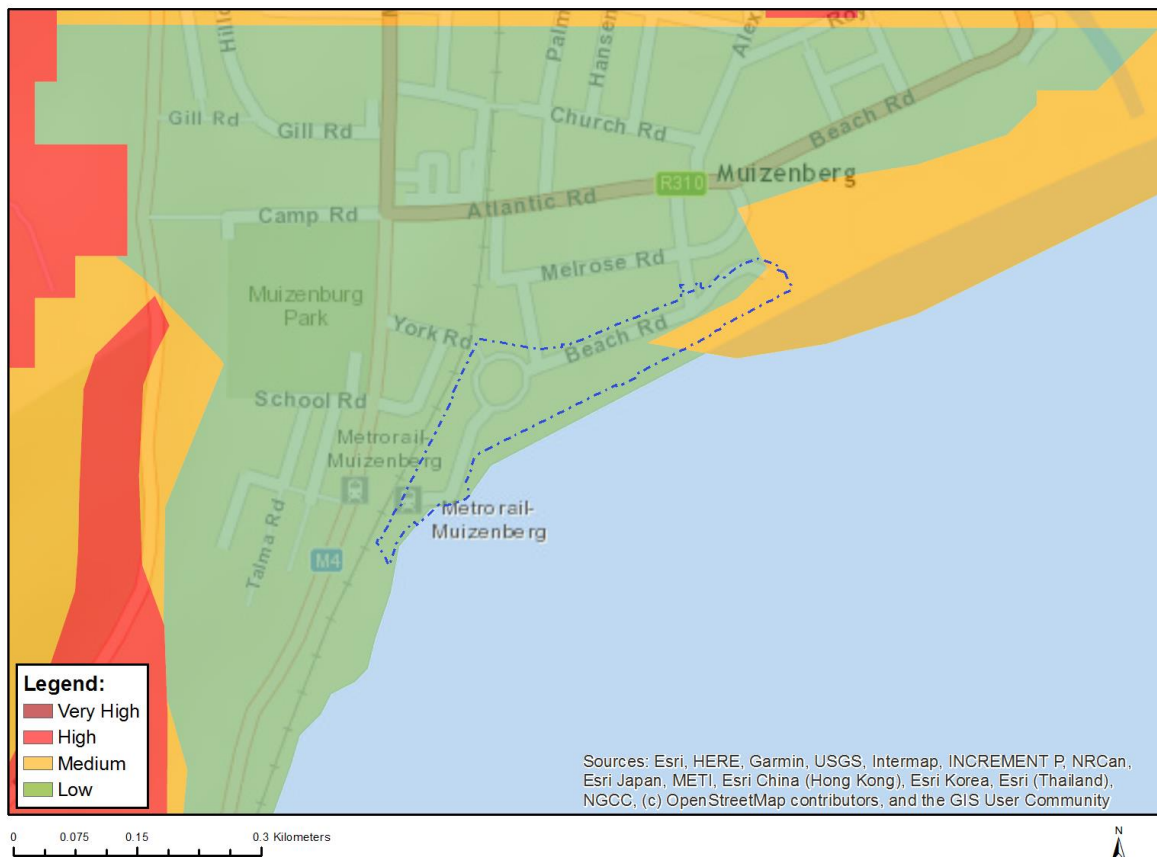 Hillc
Palm
Hansen
Alex
Roy
Gill Rd
Gill Rd
Church Rd
Beach Rd
R310
Muizenberg
Camp Rd
Atlantic Rd
Melrose Rd
Muizenburg
Park
York Rd
Beach Rd
School Rd
Metrorail-
Muizenberg
Metrorail-
Muizenberg
Talma Rd
M4
Legend:
Very High
High
Medium
Low
Sources: Esri, HERE, Garmin, USGS, Intermap, INCREMENT P, NRCan,
Esri Japan, METI, Esri China (Hong Kong), Esri Korea, Esri (Thailand),
NGCC, (c) OpenStreetMap contributors, and the GIS User Community
0 0.075 0.15 0.3 Kilometers
N